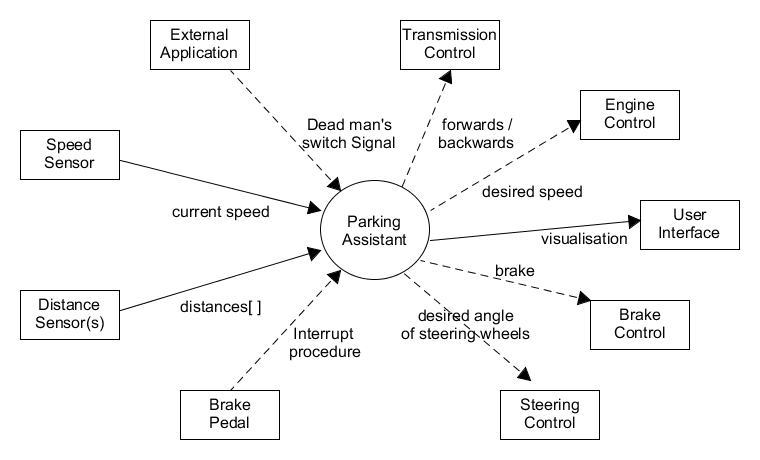 External
Application
Transmission
Control
Engine
Control
Dead man's
switch Signal
forwards /
backwards
Speed
Sensor
desired speed
current speed
Parking
Assistant
User
Interface
visualisation
brake
Distance
Sensor(s)
distances[ ]
Brake
Control
desired angle
of steering wheels
Interrupt
procedure
Brake
Pedal
Steering
Control